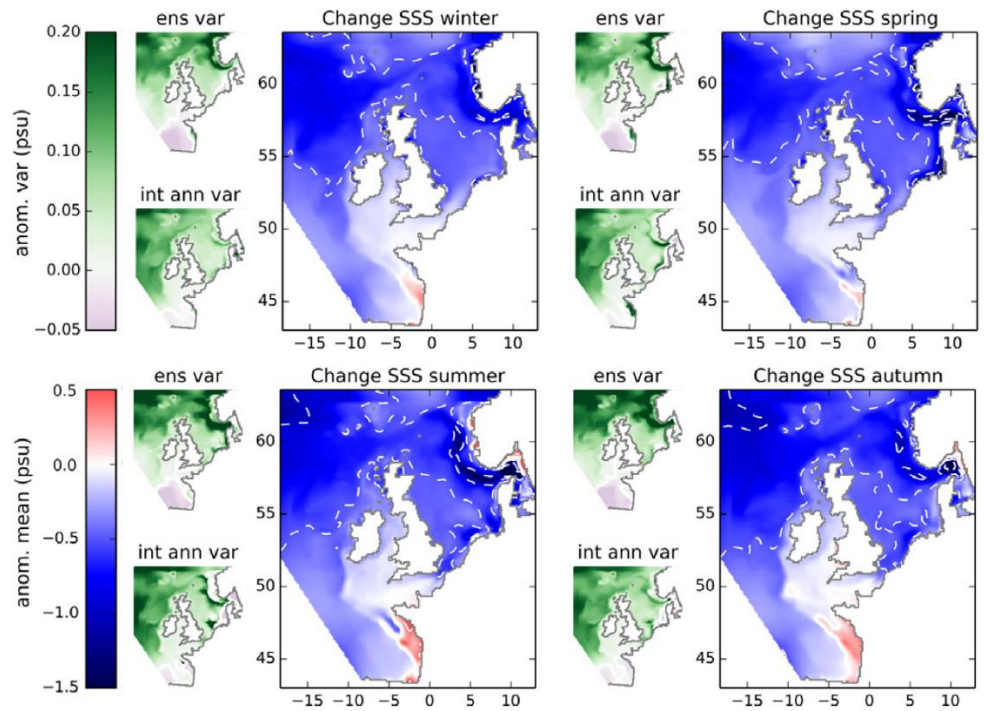 ens var
Change SSS winter
ens var
Change SSS spring
0.20
0.15
0.10
0.05
0.00
−0.05
anom. var (psu)
int ann var
int ann var
60
55
50
45
−15 −10 −5 0 5 10
60
55
50
45
−15 −10 −5 0 5 10
ens var
Change SSS summer
ens var
Change SSS autumn
0.5
0.0
−0.5
−1.0
−1.5
anom. mean (psu)
int ann var
int ann var
60
55
50
45
−15 −10 −5 0 5 10
60
55
50
45
−15 −10 −5 0 5 10